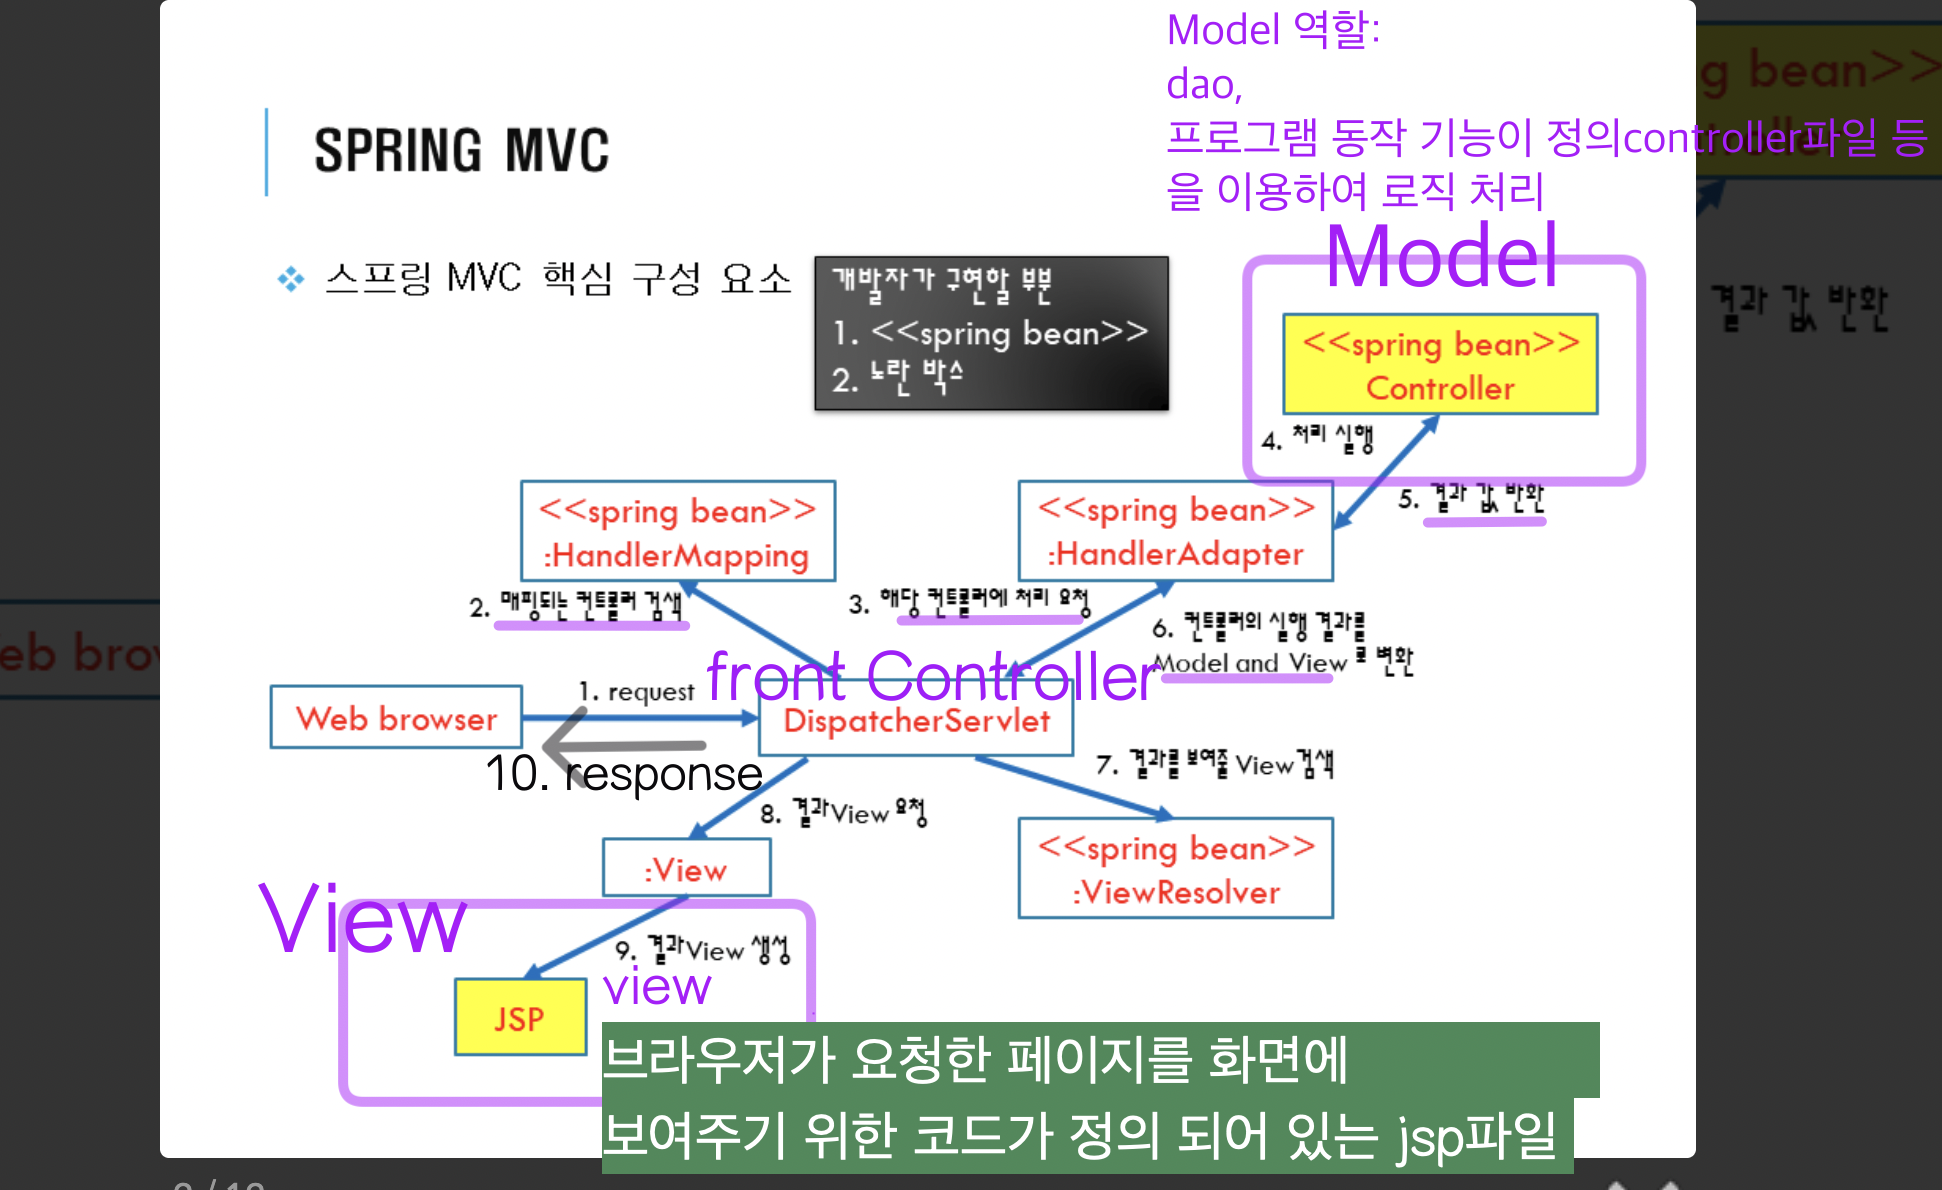 Model 역할:
dao,
프로그램 동작 기능이 정의controller파일 등
을 이용하여 로직 처리
g bean>>
SPRING MVC
Model
스프링 MVC 핵심 구성 요소
개발자가 구현할 부분
1. <<spring bean>>
2. 노란 박스
결과 값 반환
<<spring bean>>
Controller
4. 처리 실행
5. 결과 값 반환
<<spring bean>>
:HandlerMapping
<<spring bean>>
:HandlerAdapter
2. 매핑되는 컨트롤러 검색
3. 해당 컨트롤러에 처리 요청
6. 컨트롤러의 실행 결과를
Model and View로 변환
eb brow
front Controller
1. request
Web browser
DispatcherServlet
10. response
7. 결과를 보여줄 View 검색
8. 결과View 요청
:View
<<spring bean>>
:ViewResolver
View
9. 결과View 생성
view
JSP
브라우저가 요청한 페이지를 화면에
보여주기 위한 코드가 정의 되어 있는 jsp파일